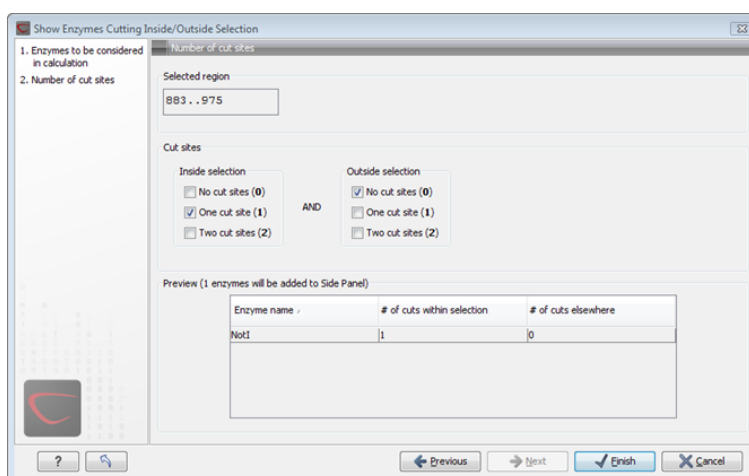 Show Enzymes Cutting Inside/Outside Selection
1. Enzymes to be considered
in calculation
2. Number of cut sites
Number of cut sites
Selected region
883..975
Cut sites
Inside selection
No cut sites (0)
One cut site (1)
Two cut sites (2)
AND
Outside selection
No cut sites (0)
One cut site (1)
Two cut sites (2)
Preview (1 enzymes will be added to Side Panel)
Enzyme name # of cuts within selection # of cuts elsewhere
NotI 1 0
? Previous Next Finish Cancel